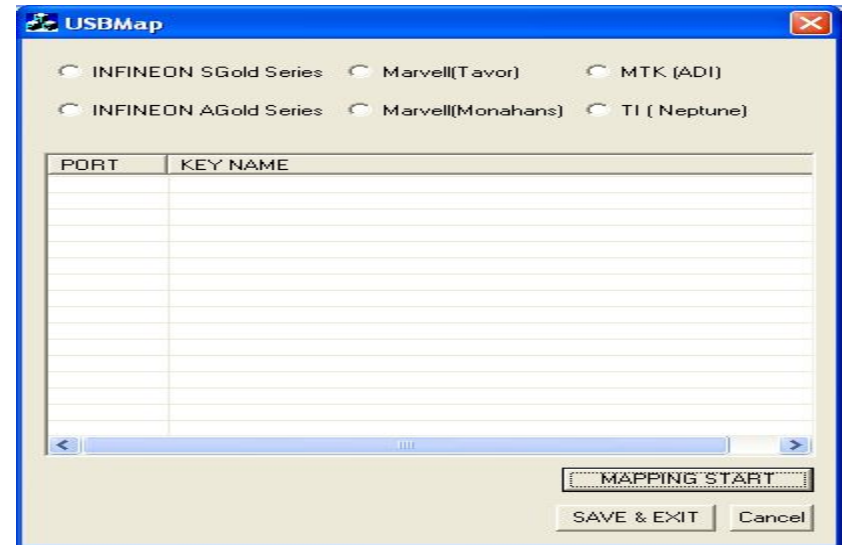 USBMap
INFINEON SGold Series Marvell(Tavor) MTK (ADI)
INFINEON AGold Series Marvell(Monahans) TI ( Neptune)
PORT KEY NAME
MAPPING START
SAVE & EXIT Cancel